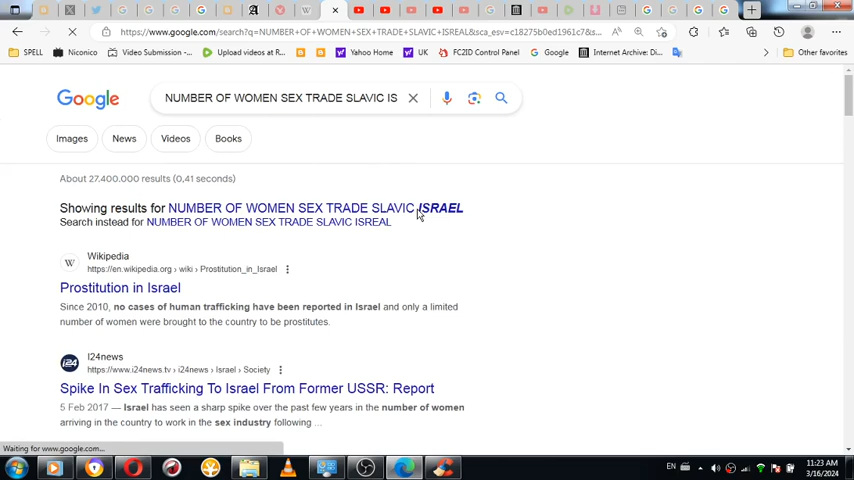 https://www.google.com/search?q=NUMBER+OF+WOMEN+SEX+TRADE+SLAVIC+ISREAL&sca_esv=c18275b0ed1961c7&s...
SPELL
Niconico
Video Submission -...
Upload videos at R...
Yahoo Home
UK
FC2ID Control Panel
Google
Internet Archive: Di...
Other favorites
Google
NUMBER OF WOMEN SEX TRADE SLAVIC IS
Images
News
Videos
Books
About 27.400.000 results (0,41 seconds)
Showing results for NUMBER OF WOMEN SEX TRADE SLAVIC ISRAEL
Search instead for NUMBER OF WOMEN SEX TRADE SLAVIC ISREAL
W
Wikipedia
https://en.wikipedia.org › wiki › Prostitution_in_Israel
Prostitution in Israel
Since 2010, no cases of human trafficking have been reported in Israel and only a limited
number of women were brought to the country to be prostitutes.
i24
I24news
https://www.i24news.tv › i24news › Israel › Society
Spike In Sex Trafficking To Israel From Former USSR: Report
5 Feb 2017 — Israel has seen a sharp spike over the past few years in the number of women
arriving in the country to work in the sex industry following ...
Waiting for www.google.com...
EN
11:23 AM
3/16/2024